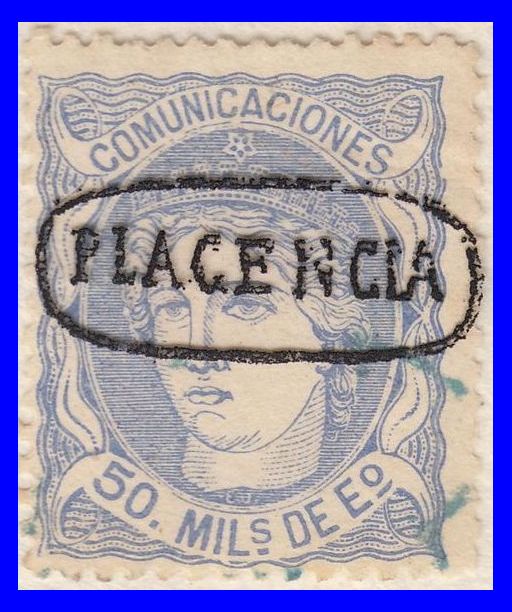 COMUNICACIONES
PLACENCIA
50. MILS DE Eº